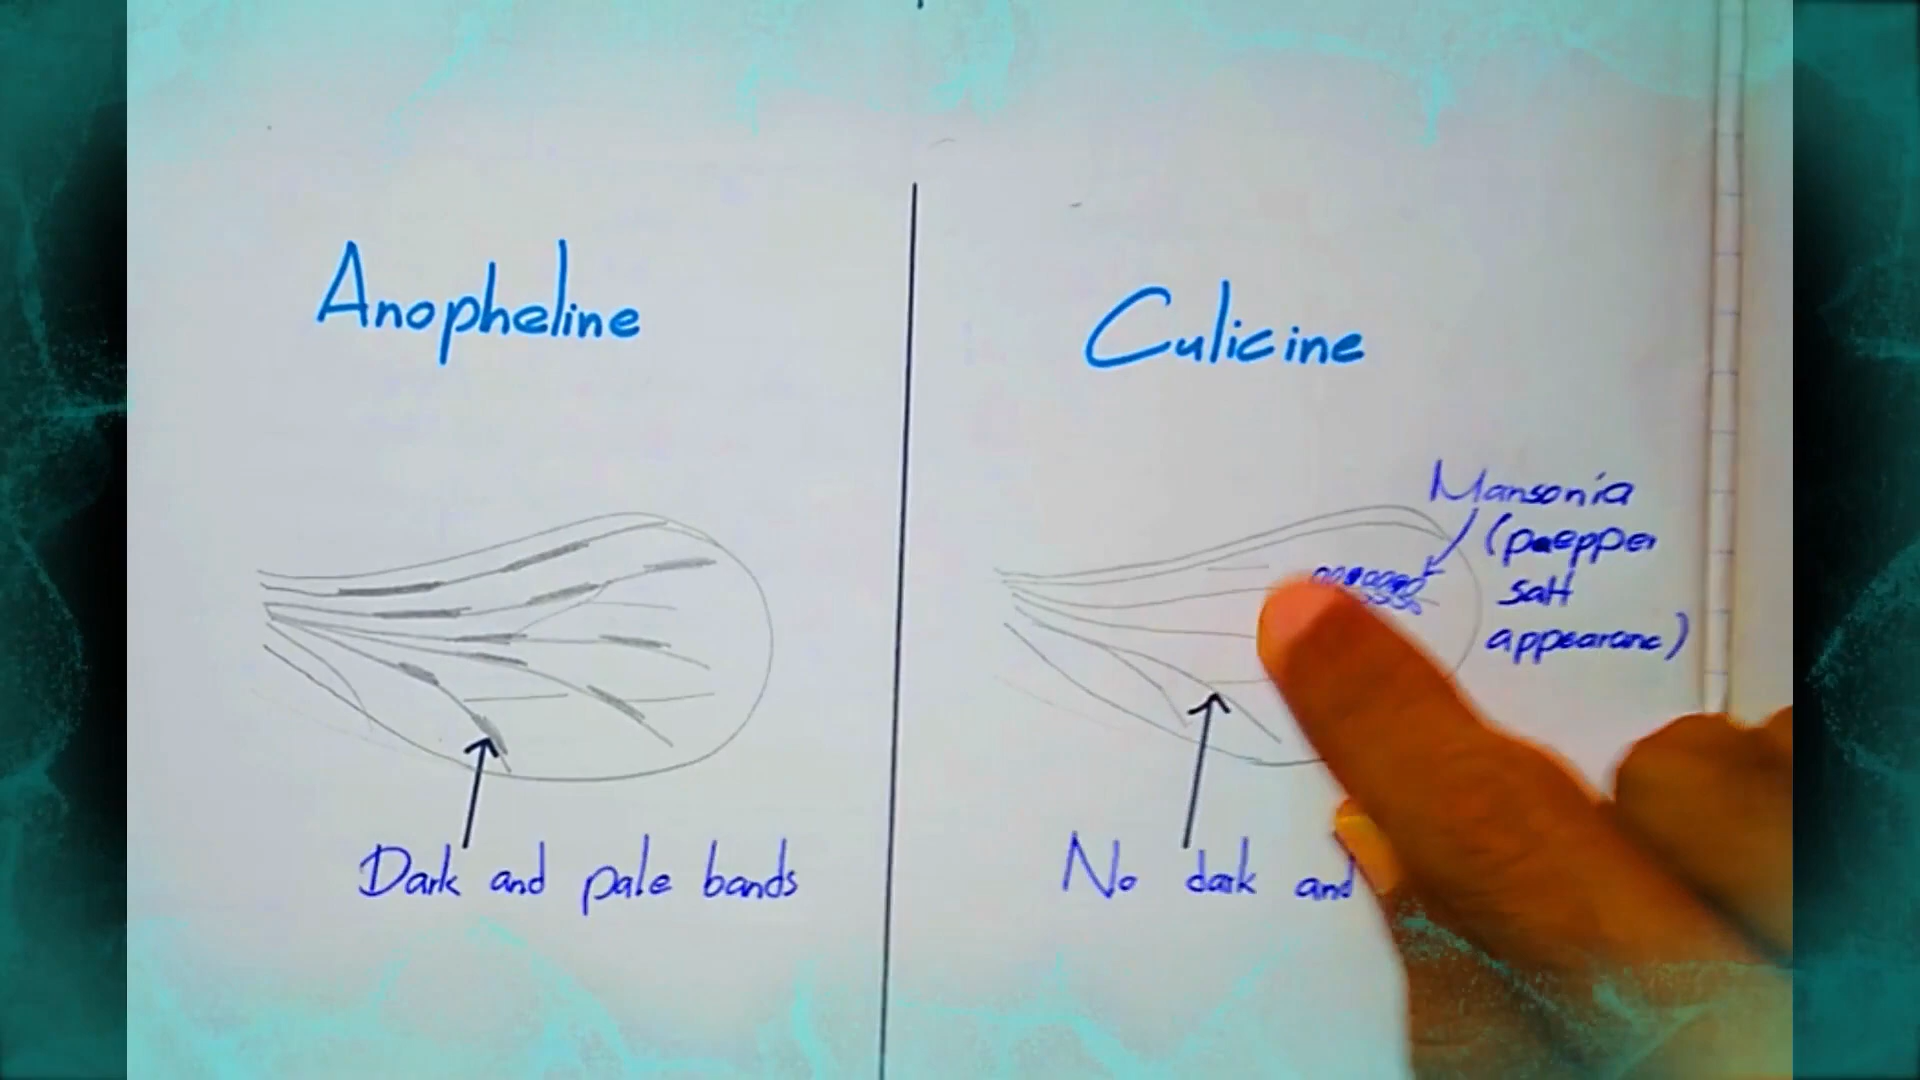 Anopheline
Dark and pale bands
Culicine
Mansonia
(paepper
salt
appearanc)
No dark and